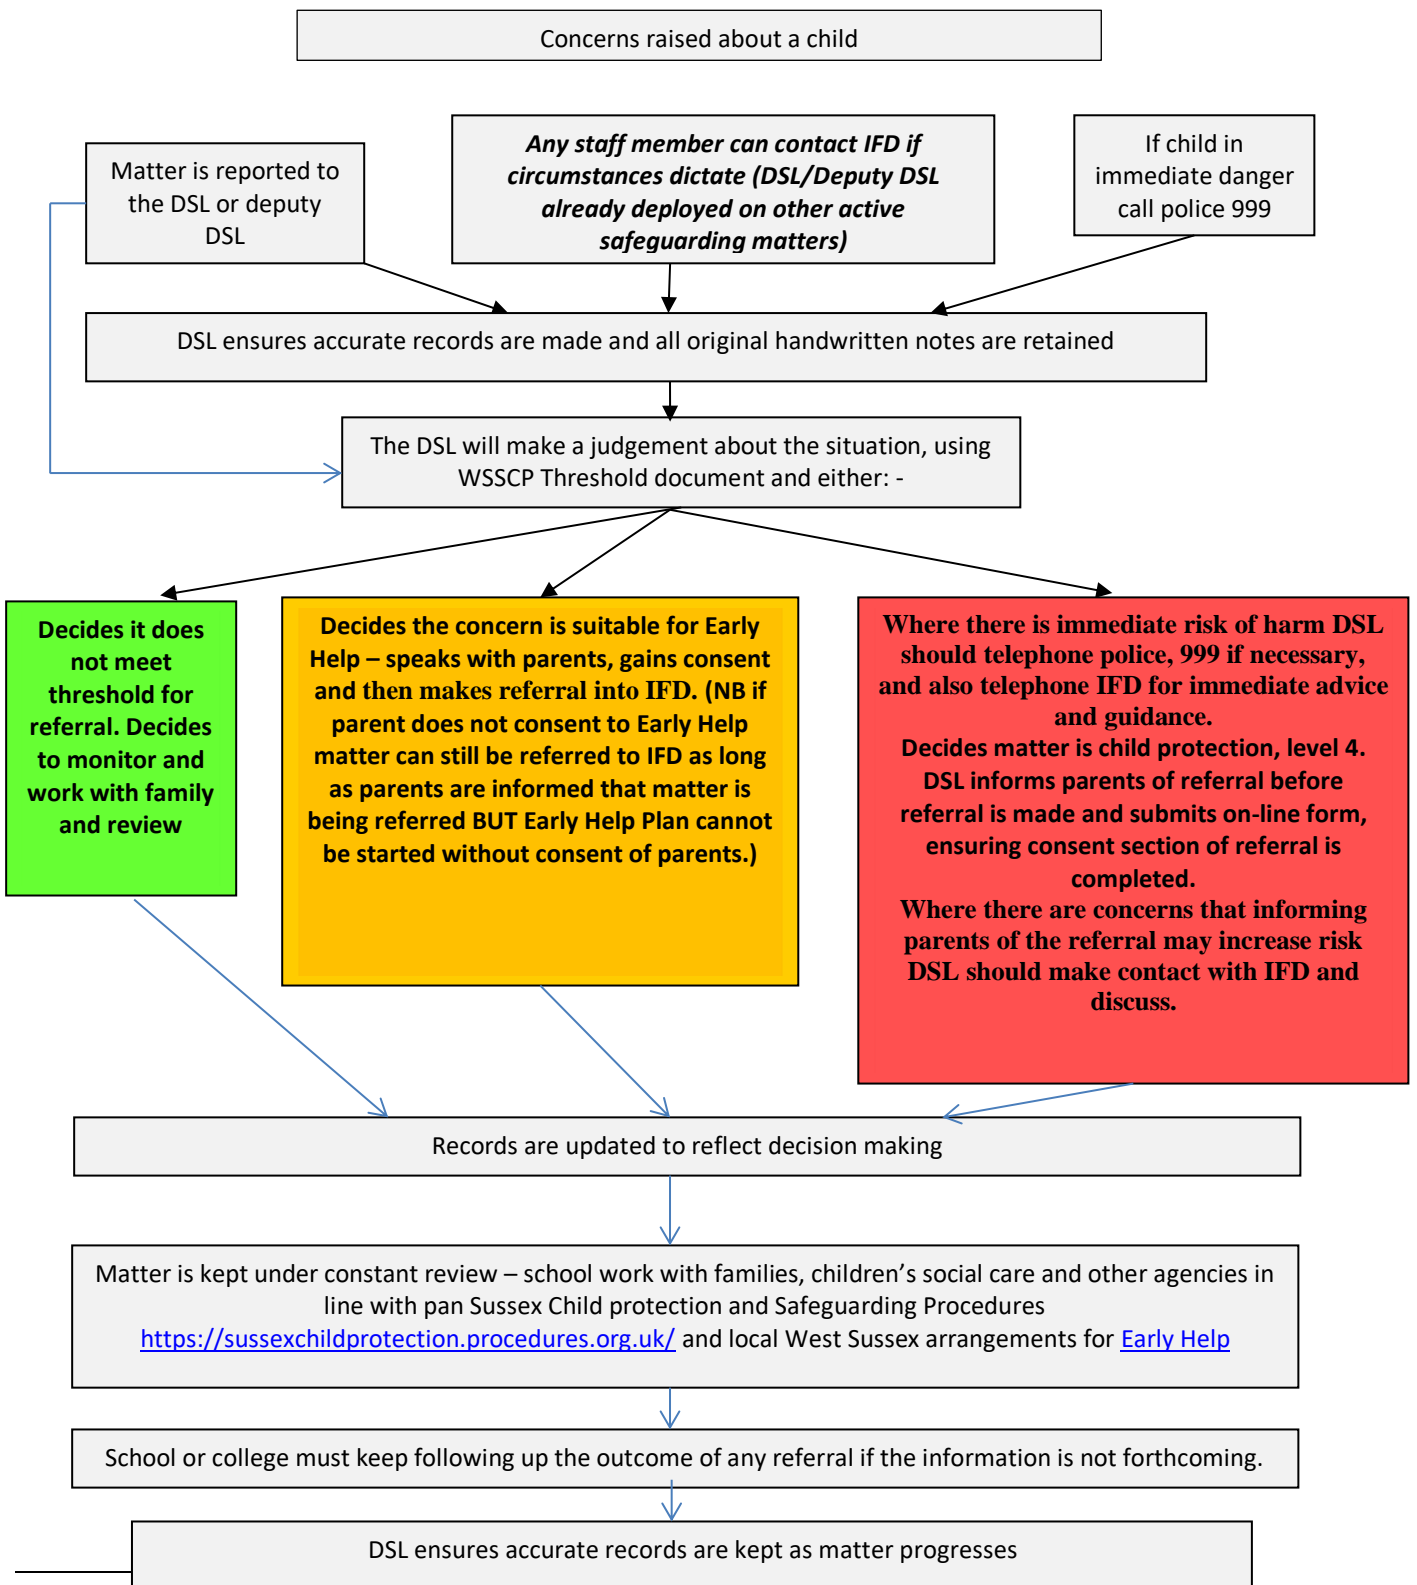 Concerns raised about a child
Matter is reported to
the DSL or deputy
DSL
Any staff member can contact IFD if
circumstances dictate (DSL/Deputy DSL
already deployed on other active
safeguarding matters)
If child in
immediate danger
call police 999
DSL ensures accurate records are made and all original handwritten notes are retained
The DSL will make a judgement about the situation, using
WSSCP Threshold document and either: -
Decides it does
not meet
threshold for
referral. Decides
to monitor and
work with family
and review
Decides the concern is suitable for Early
Help – speaks with parents, gains consent
and then makes referral into IFD. (NB if
parent does not consent to Early Help
matter can still be referred to IFD as long
as parents are informed that matter is
being referred BUT Early Help Plan cannot
be started without consent of parents.)
Where there is immediate risk of harm DSL
should telephone police, 999 if necessary,
and also telephone IFD for immediate advice
and guidance.
Decides matter is child protection, level 4.
DSL informs parents of referral before
referral is made and submits on-line form,
ensuring consent section of referral is
completed.
Where there are concerns that informing
parents of the referral may increase risk
DSL should make contact with IFD and
discuss.
Records are updated to reflect decision making
Matter is kept under constant review – school work with families, children’s social care and other agencies in
line with pan Sussex Child protection and Safeguarding Procedures
https://sussexchildprotection.procedures.org.uk/ and local West Sussex arrangements for Early Help
School or college must keep following up the outcome of any referral if the information is not forthcoming.
DSL ensures accurate records are kept as matter progresses